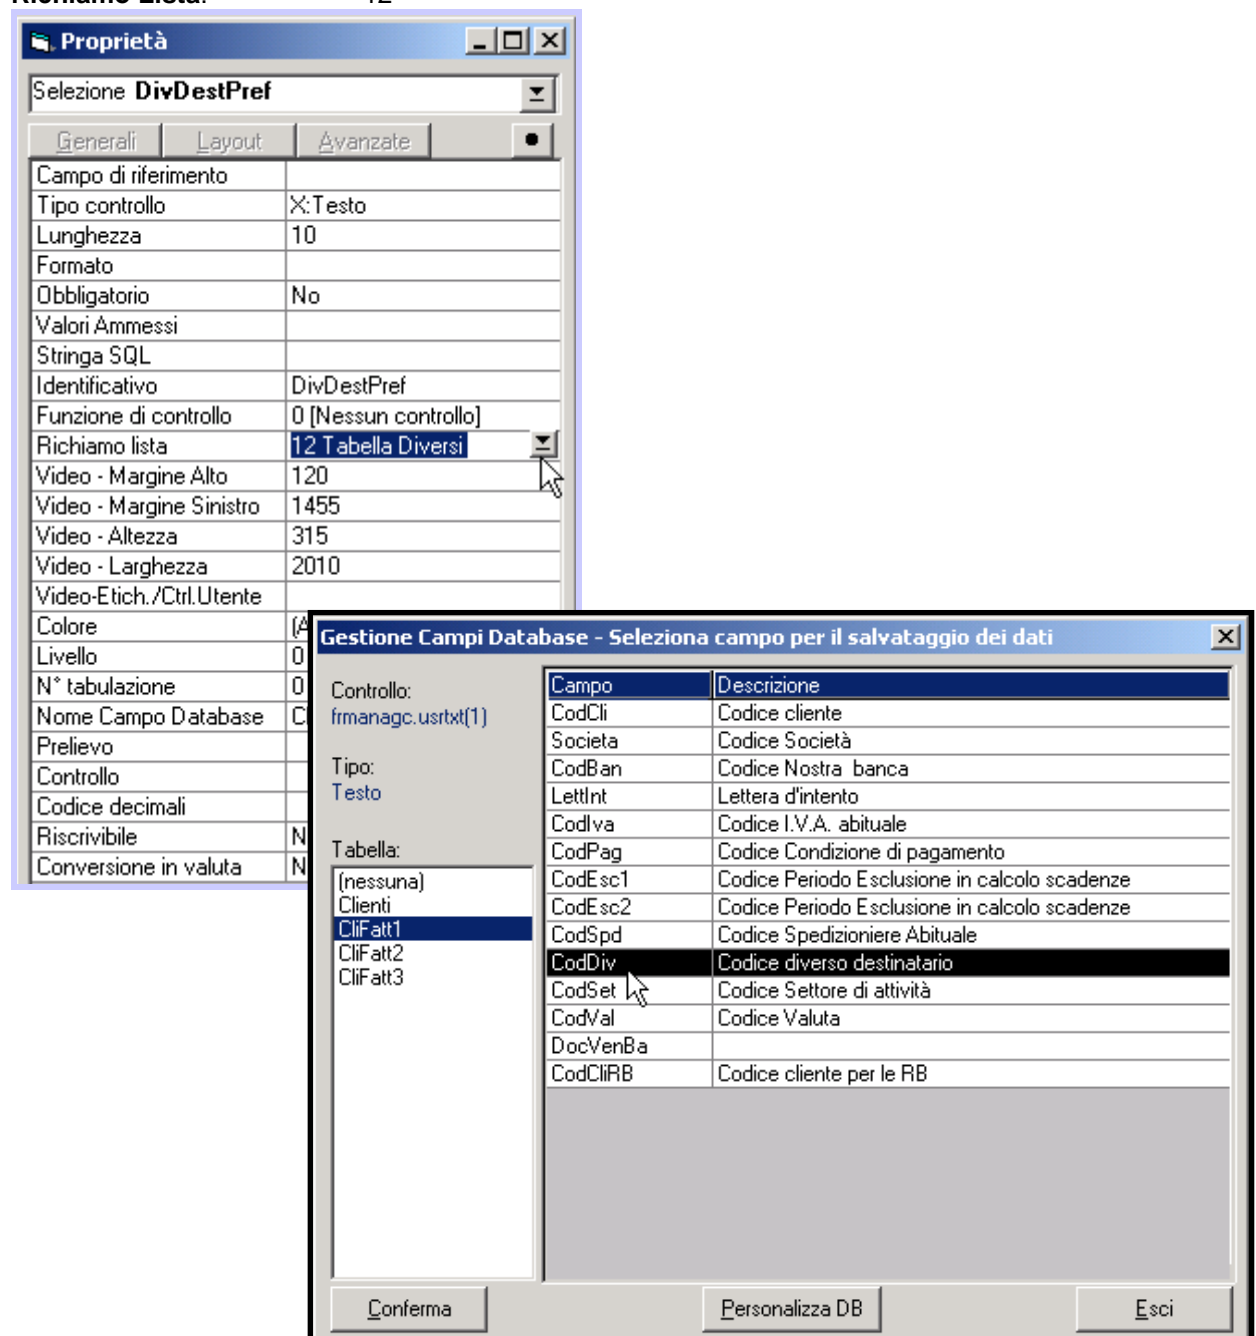 Richiamo Lista: 12
Proprietà
Selezione DivDestPref
Generali Layout Avanzate
Campo di riferimento
Tipo controllo X:Testo
Lunghezza 10
Formato
Obbligatorio No
Valori Ammessi
Stringa SQL
Identificativo DivDestPref
Funzione di controllo 0 [Nessun controllo]
Richiamo lista 12 Tabella Diversi
Video - Margine Alto 120
Video - Margine Sinistro 1455
Video - Altezza 315
Video - Larghezza 2010
Video-Etich./Ctrl.Utente
Colore (A
Livello 0
N° tabulazione 0
Nome Campo Database C
Prelievo
Controllo
Codice decimali
Riscrivibile N
Conversione in valuta N
Gestione Campi Database - Seleziona campo per il salvataggio dei dati
Controllo:
frmanagc.usrtxt(1)
Tipo:
Testo
Tabella:
(nessuna)
Clienti
CliFatt1
CliFatt2
CliFatt3
Campo Descrizione
CodCli Codice cliente
Societa Codice Società
CodBan Codice Nostra banca
LettInt Lettera d'intento
CodIva Codice I.V.A. abituale
CodPag Codice Condizione di pagamento
CodEsc1 Codice Periodo Esclusione in calcolo scadenze
CodEsc2 Codice Periodo Esclusione in calcolo scadenze
CodSpd Codice Spedizioniere Abituale
CodDiv Codice diverso destinatario
CodSet Codice Settore di attività
CodVal Codice Valuta
DocVenBa
CodCliRB Codice cliente per le RB
Conferma Personalizza DB Esci